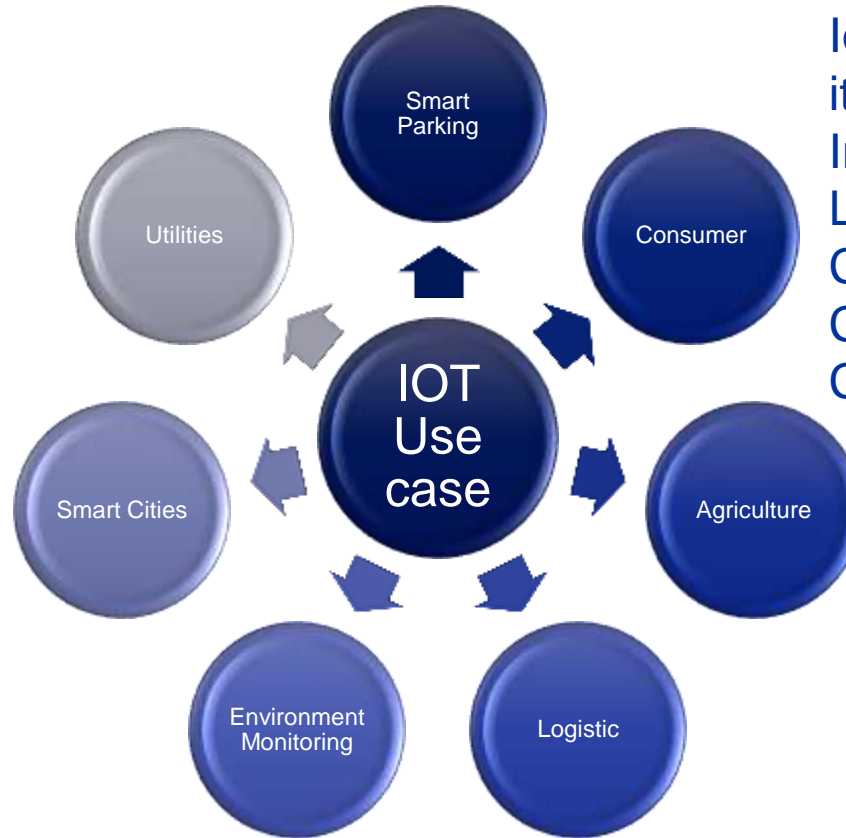 Smart
Parking
Utilities
Consumer
IOT
Use
case
Smart Cities
Agriculture
Environment
Monitoring
Logistic